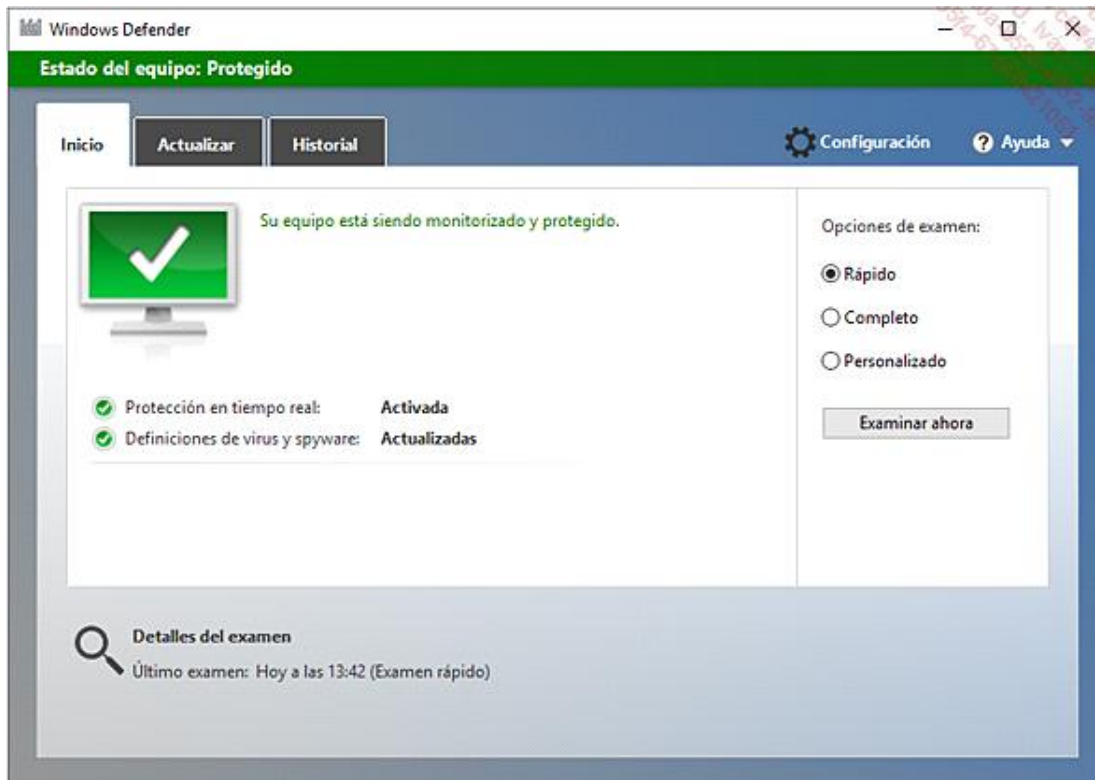 Windows Defender
Estado del equipo: Protegido
Inicio
Actualizar
Historial
Configuración
? Ayuda
Su equipo está siendo monitorizado y protegido.
Protección en tiempo real: Activada
Definiciones de virus y spyware: Actualizadas
Opciones de examen:
Rápido
Completo
Personalizado
Examinar ahora
Detalles del examen
Último examen: Hoy a las 13:42 (Examen rápido)